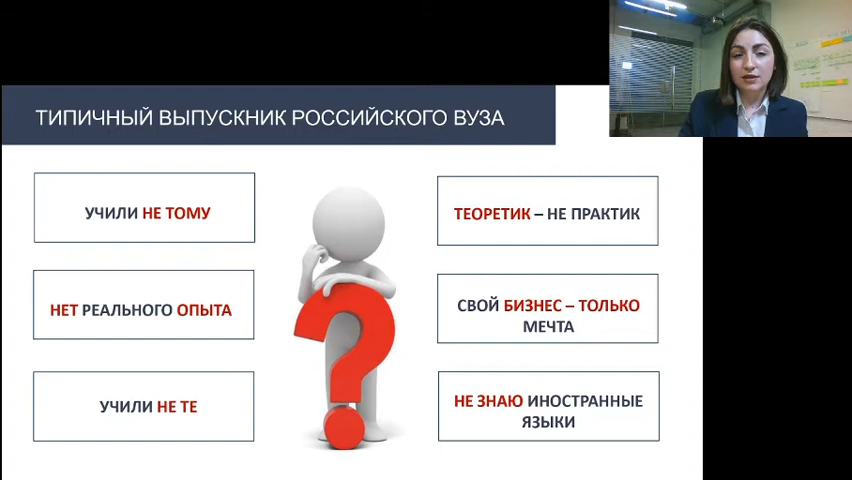 ТИПИЧНЫЙ ВЫПУСКНИК РОССИЙСКОГО ВУЗА
УЧИЛИ НЕ ТОМУ
НЕТ РЕАЛЬНОГО ОПЫТА
УЧИЛИ НЕ ТЕ
ТЕОРЕТИК – НЕ ПРАКТИК
СВОЙ БИЗНЕС – ТОЛЬКО
МЕЧТА
НЕ ЗНАЮ ИНОСТРАННЫЕ
ЯЗЫКИ